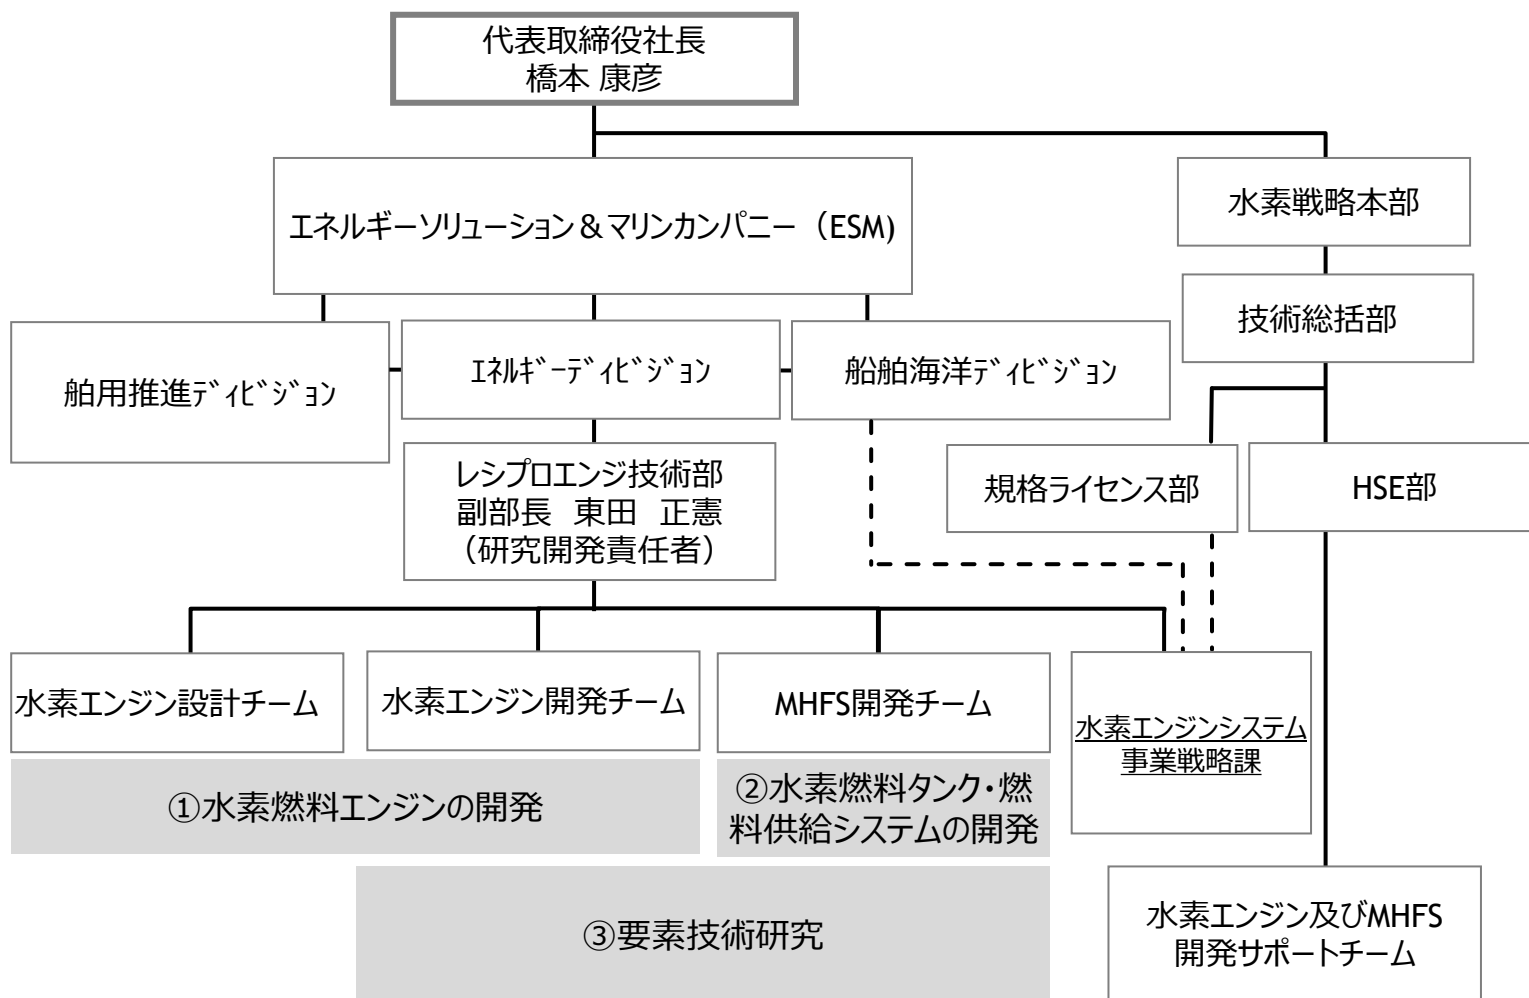 代表取締役社長
橋本 康彦
エネルギーソリューション＆マリンカンパニー（ESM)
水素戦略本部
技術総括部
舶用推進ﾃﾞｨﾋﾞｼﾞｮﾝ
ｴﾈﾙｷﾞｰﾃﾞｨﾋﾞｼﾞｮﾝ
船舶海洋ﾃﾞｨﾋﾞｼﾞｮﾝ
レシプロエンジ技術部
副部長　東田　正憲
（研究開発責任者）
規格ライセンス部
HSE部
水素エンジン設計チーム
水素エンジン開発チーム
MHFS開発チーム
水素エンジンシステム
事業戦略課
①水素燃料エンジンの開発
②水素燃料タンク・燃
料供給システムの開発
③要素技術研究
水素エンジン及びMHFS
開発サポートチーム